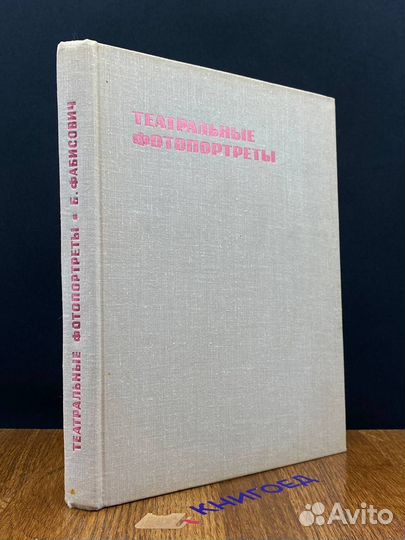 ТЕАТРАЛЬНЫЕ
ФОТОПОРТРЕТЫ
ТЕАТРАЛЬНЫЕ ФОТОПОРТРЕТЫ • Б. ФАБИСОВИЧ
КНИГОЕД
Avito